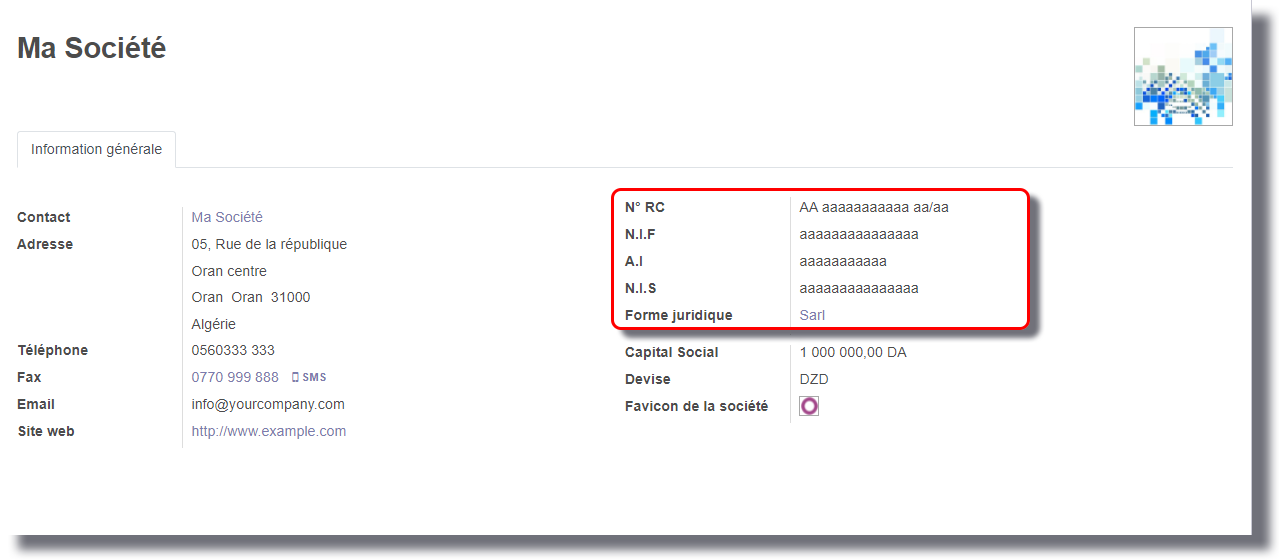 Ma Société
Information générale
Contact Ma Société
Adresse 05, Rue de la république
Oran centre
Oran Oran 31000
Algérie
Téléphone 0560333 333
Fax 0770 999 888 SMS
Email info@yourcompany.com
Site web http://www.example.com
N° RC AA aaaaaaaaaaa aa/aa
N.I.F aaaaaaaaaaaaaaa
A.I aaaaaaaaaaa
N.I.S aaaaaaaaaaaaaaa
Forme juridique Sarl
Capital Social 1 000 000,00 DA
Devise DZD
Favicon de la société